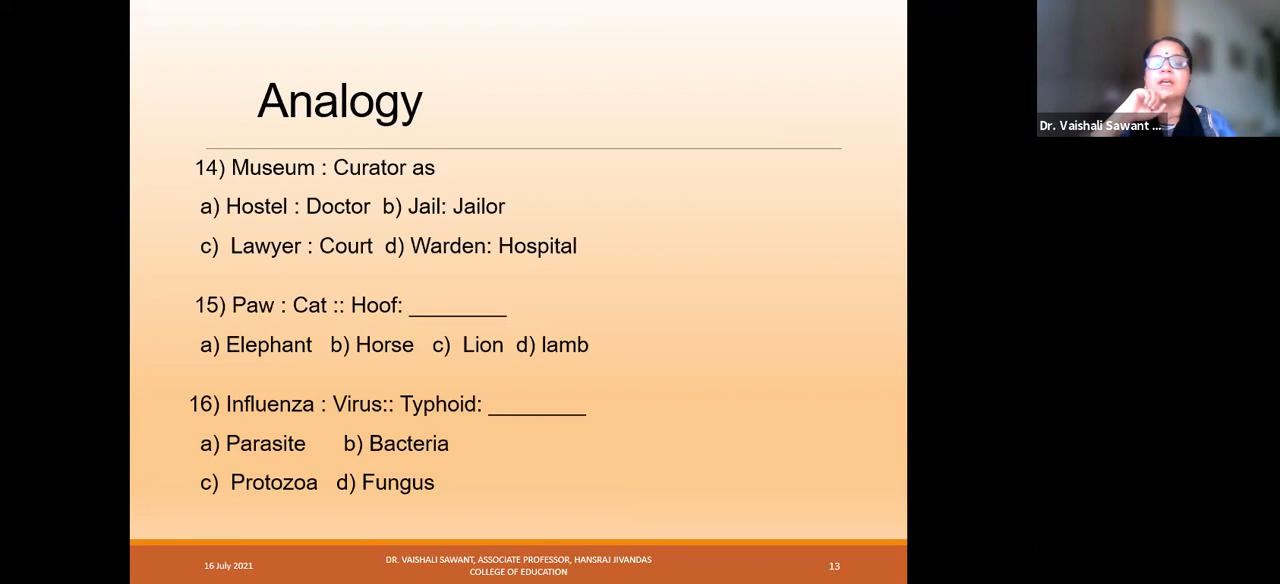 Analogy
14) Museum : Curator as
a) Hostel : Doctor b) Jail: Jailor
c) Lawyer : Court d) Warden: Hospital
15) Paw : Cat :: Hoof: ________
a) Elephant b) Horse c) Lion d) lamb
16) Influenza : Virus:: Typhoid: ________
a) Parasite b) Bacteria
c) Protozoa d) Fungus
16 July 2021
DR. VAISHALI SAWANT, ASSOCIATE PROFESSOR, HANSRAJ JIVANDAS
COLLEGE OF EDUCATION
13
Dr. Vaishali Sawant ...